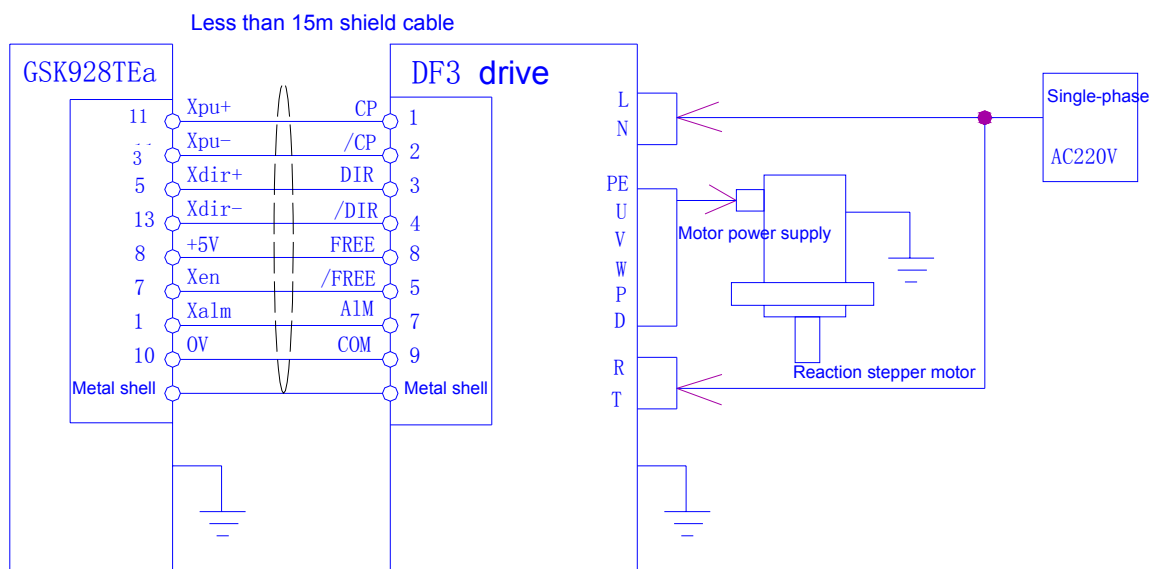 Less than 15m shield cable
GSK928TEa
DF3 drive
11 Xpu+ CP 1
3 Xpu- /CP 2
5 Xdir+ DIR 3
13 Xdir- /DIR 4
8 +5V FREE 8
7 Xen /FREE 5
1 Xalm AlM 7
10 0V COM 9
Metal shell
Metal shell
L
N
PE
U
V
W
P
D
R
T
Motor power supply
Reaction stepper motor
Single-phase
AC220V